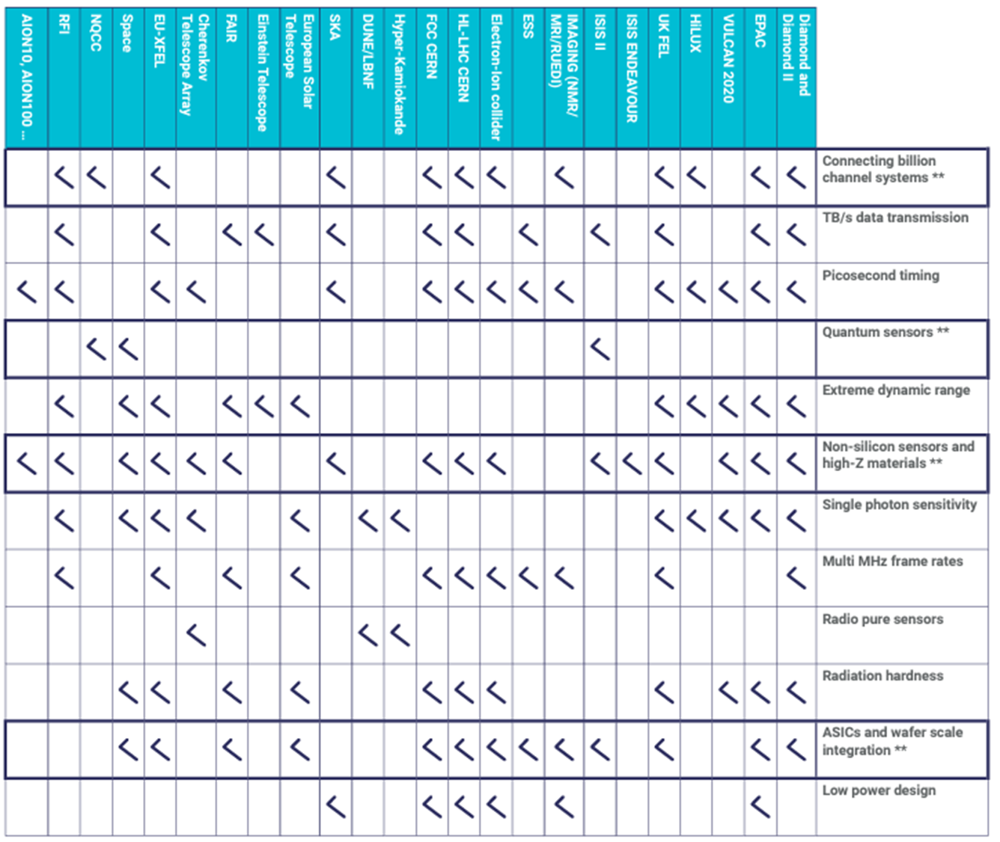 AION10, AION100 ...
RFI
NQCC
Space
EU-XFEL
Cherenkov
Telescope Array
FAIR
Einstein Telescope
European Solar
Telescope
SKA
DUNE/LBNF
Hyper-Kamiokande
FCC CERN
HL-LHC CERN
Electron-Ion collider
ESS
IMAGING (NMR/
MRI/RUEDI)
ISIS II
ISIS ENDEAVOUR
UK FEL
HiLUX
VULCAN 2020
EPAC
Diamond and
Diamond II
Connecting billion
channel systems **
TB/s data transmission
Picosecond timing
Quantum sensors **
Extreme dynamic range
Non-silicon sensors and
high-Z materials **
Single photon sensitivity
Multi MHz frame rates
Radio pure sensors
Radiation hardness
ASICs and wafer scale
integration **
Low power design